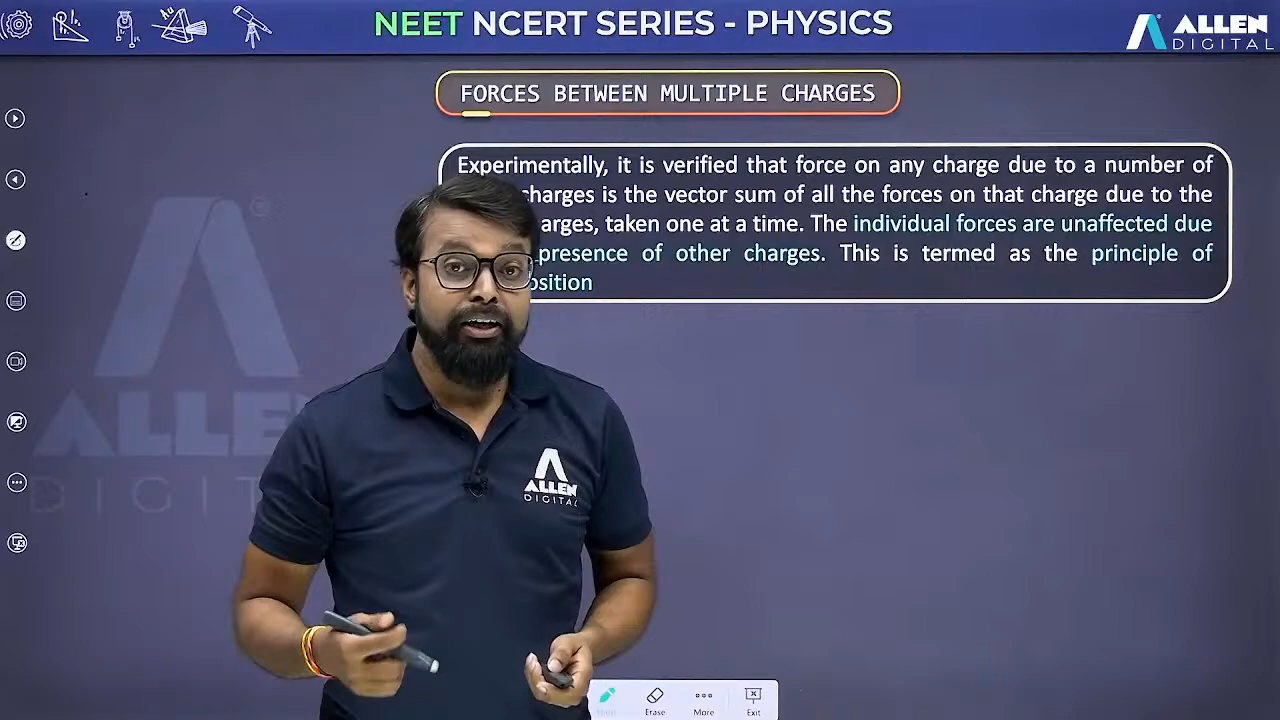 NEET NCERT SERIES - PHYSICS
ALLEN
DIGITAL
FORCES BETWEEN MULTIPLE CHARGES
Experimentally, it is verified that force on any charge due to a number of
charges is the vector sum of all the forces on that charge due to the
arges, taken one at a time. The individual forces are unaffected due
presence of other charges. This is termed as the principle of
osition
ALLEN
DIGIT
ALLEN
DIGITAL
Erase
More
Exit